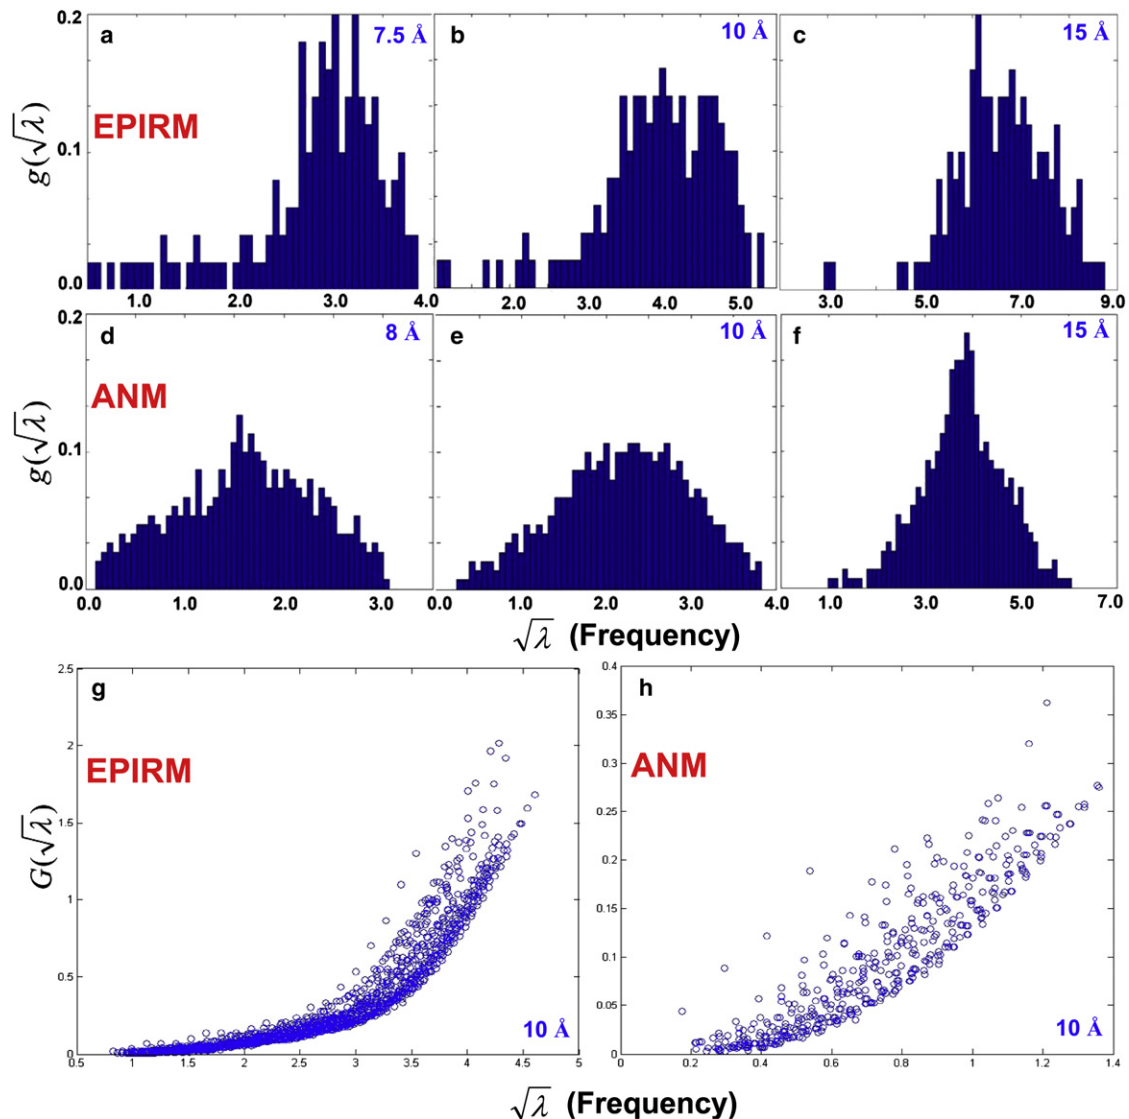 a 7.5 Å
b 10 Å
c 15 Å
EPIRM
g(√λ)
0.2
0.1
0.0
1.0 2.0 3.0 4.0
2.0 3.0 4.0 5.0
3.0 5.0 7.0 9.0
d 8 Å
e 10 Å
f 15 Å
ANM
g(√λ)
0.2
0.1
0.0
0.0 1.0 2.0 3.0
0.0 1.0 2.0 3.0 4.0
1.0 3.0 5.0 7.0
√λ (Frequency)
g
EPIRM
10 Å
G(√λ)
2.5
2
1.5
1
0.5
0
0.5 1 1.5 2 2.5 3 3.5 4 4.5 5
h
ANM
10 Å
0.4
0.35
0.3
0.25
0.2
0.15
0.1
0.05
0
0 0.2 0.4 0.6 0.8 1 1.2 1.4
√λ (Frequency)